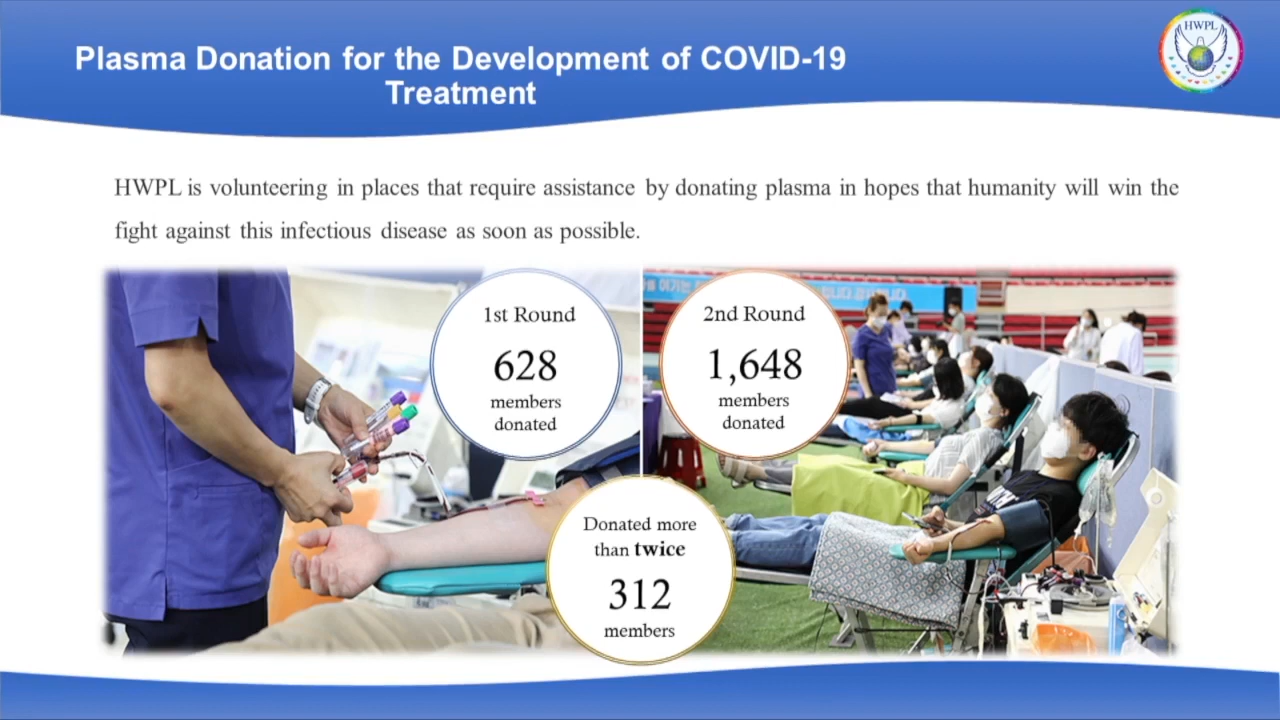 Plasma Donation for the Development of COVID-19
Treatment
HWPL
HWPL is volunteering in places that require assistance by donating plasma in hopes that humanity will win the
fight against this infectious disease as soon as possible.
1st Round
628
members
donated
2nd Round
1,648
members
donated
Donated more
than twice
312
members